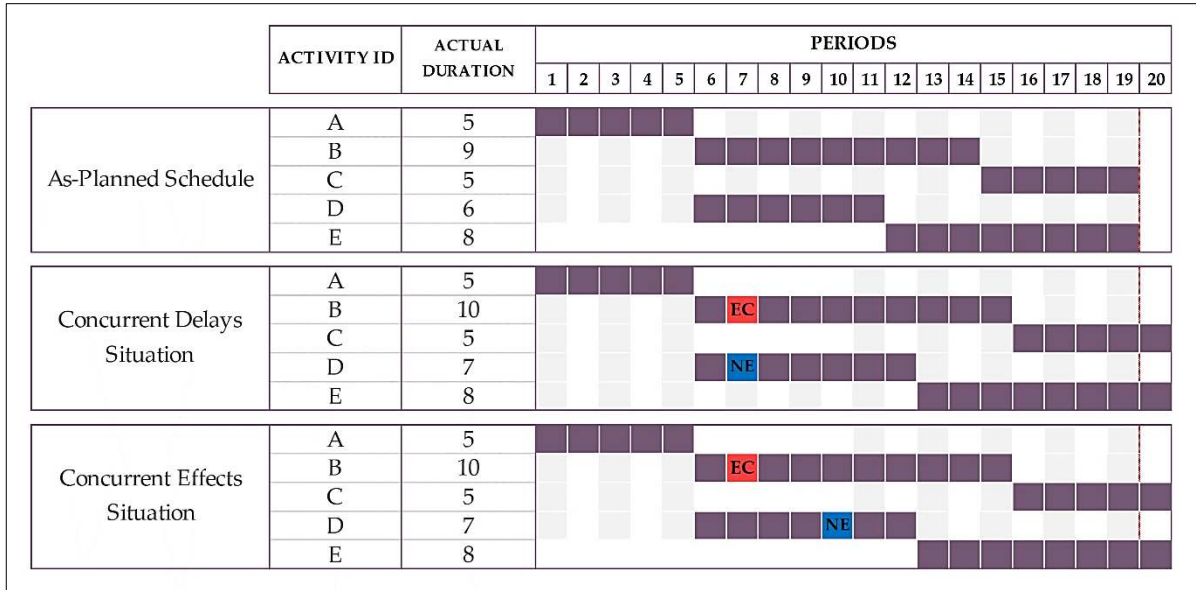 ACTIVITY ID ACTUAL DURATION PERIODS
1 2 3 4 5 6 7 8 9 10 11 12 13 14 15 16 17 18 19 20
As-Planned Schedule
A 5
B 9
C 5
D 6
E 8
Concurrent Delays Situation
A 5
B 10 EC
C 5
D 7 NE
E 8
Concurrent Effects Situation
A 5
B 10 EC
C 5
D 7 NE
E 8